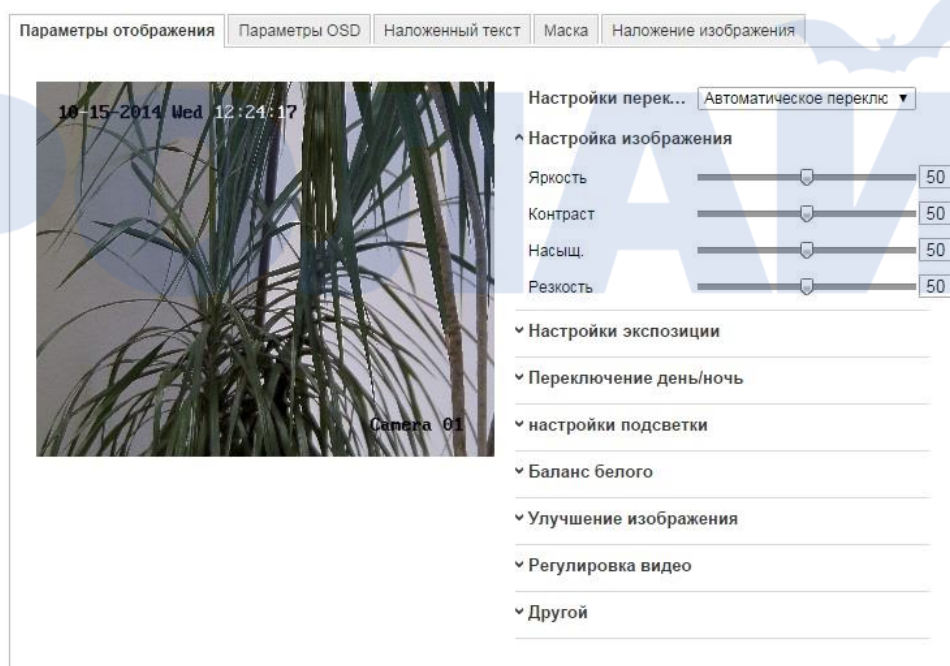 Параметры отображения Параметры OSD Наложенный текст Маска Наложение изображения
10-15-2014 Wed 12:24:17
Camera 01
Настройки перек... Автоматическое переклю
Настройка изображения
Яркость 50
Контраст 50
Насыщ. 50
Резкость 50
Настройки экспозиции
Переключение день/ночь
настройки подсветки
Баланс белого
Улучшение изображения
Регулировка видео
Другой